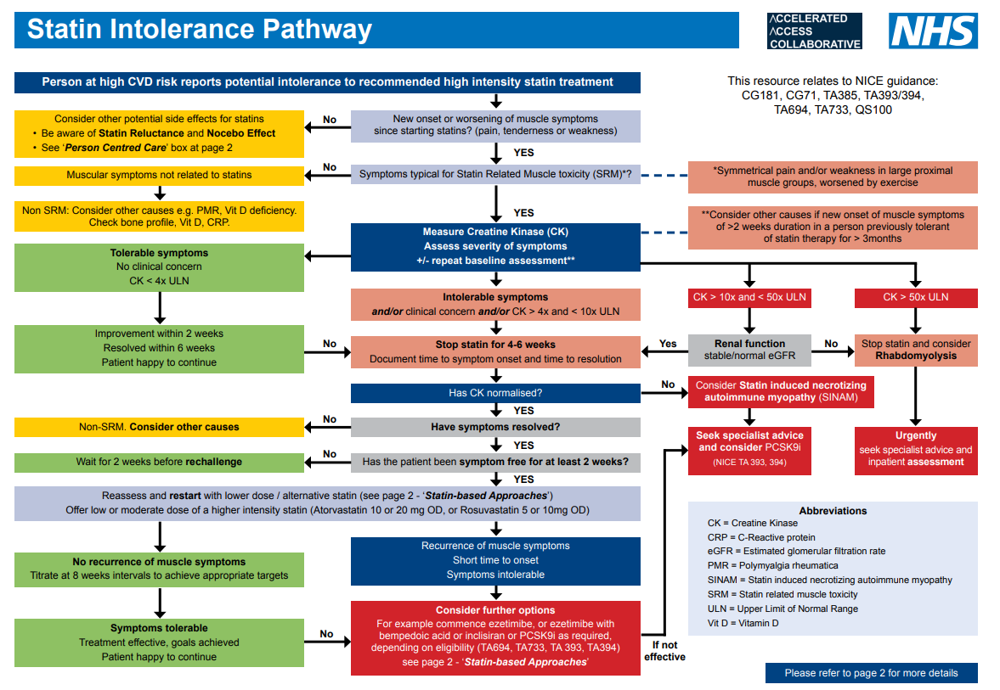 Statin Intolerance Pathway
ACCELERATED
ACCESS
COLLABORATIVE
NHS
Person at high CVD risk reports potential intolerance to recommended high intensity statin treatment
This resource relates to NICE guidance:
CG181, CG71, TA385, TA393/394,
TA694, TA733, QS100
Consider other potential side effects for statins
• Be aware of Statin Reluctance and Nocebo Effect
• See ‘Person Centred Care’ box at page 2
No
New onset or worsening of muscle symptoms
since starting statins? (pain, tenderness or weakness)
YES
Muscular symptoms not related to statins
No
Symptoms typical for Statin Related Muscle toxicity (SRM)*?
*Symmetrical pain and/or weakness in large proximal
muscle groups, worsened by exercise
Non SRM: Consider other causes e.g. PMR, Vit D deficiency.
Check bone profile, Vit D, CRP.
YES
Measure Creatine Kinase (CK)
Assess severity of symptoms
+/- repeat baseline assessment**
**Consider other causes if new onset of muscle symptoms
of >2 weeks duration in a person previously tolerant
of statin therapy for > 3months
Tolerable symptoms
No clinical concern
CK < 4x ULN
Intolerable symptoms
and/or clinical concern and/or CK > 4x and < 10x ULN
CK > 10x and < 50x ULN
CK > 50x ULN
Improvement within 2 weeks
Resolved within 6 weeks
Patient happy to continue
No
Stop statin for 4-6 weeks
Document time to symptom onset and time to resolution
Yes
Renal function
stable/normal eGFR
No
Stop statin and consider
Rhabdomyolysis
Has CK normalised?
No
Consider Statin induced necrotizing
autoimmune myopathy (SINAM)
YES
Non-SRM. Consider other causes
No
Have symptoms resolved?
YES
Seek specialist advice
and consider PCSK9i
(NICE TA 393, 394)
Urgently
seek specialist advice and
inpatient assessment
Wait for 2 weeks before rechallenge
No
Has the patient been symptom free for at least 2 weeks?
YES
Reassess and restart with lower dose / alternative statin (see page 2 - ‘Statin-based Approaches’)
Offer low or moderate dose of a higher intensity statin (Atorvastatin 10 or 20 mg OD, or Rosuvastatin 5 or 10mg OD)
No recurrence of muscle symptoms
Titrate at 8 weeks intervals to achieve appropriate targets
Recurrence of muscle symptoms
Short time to onset
Symptoms intolerable
Symptoms tolerable
Treatment effective, goals achieved
Patient happy to continue
No
Consider further options
For example commence ezetimibe, or ezetimibe with
bempedoic acid or inclisiran or PCSK9i as required,
depending on eligibility (TA694, TA733, TA 393, TA394)
see page 2 - ‘Statin-based Approaches’
If not
effective
Abbreviations
CK = Creatine Kinase
CRP = C-Reactive protein
eGFR = Estimated glomerular filtration rate
PMR = Polymyalgia rheumatica
SINAM = Statin induced necrotizing autoimmune myopathy
SRM = Statin related muscle toxicity
ULN = Upper Limit of Normal Range
Vit D = Vitamin D
Please refer to page 2 for more details